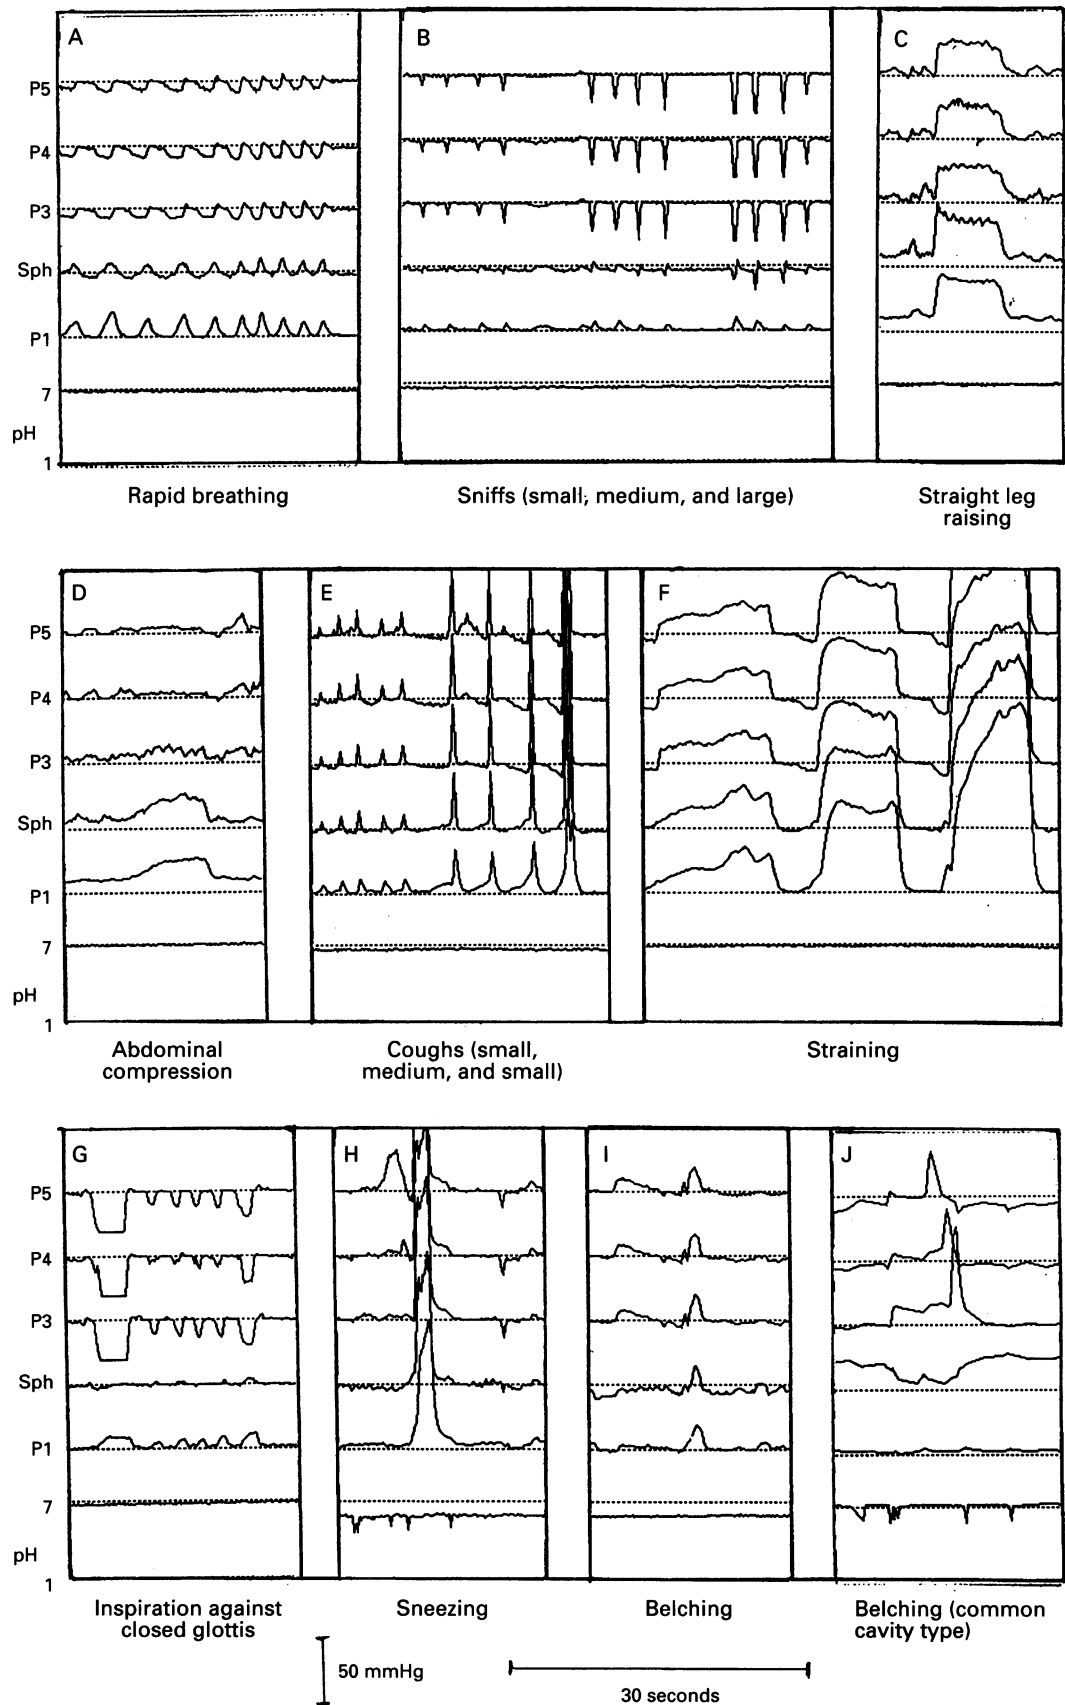 A
B
C
P5
P4
P3
Sph
P1
7
pH
1
Rapid breathing
Sniffs (small; medium, and large)
Straight leg
raising
D
E
F
P5
P4
P3
Sph
P1
7
pH
1
Abdominal
compression
Coughs (small,
medium, and small)
Straining
G
H
I
J
P5
P4
P3
Sph
P1
7
pH
1
Inspiration against
closed glottis
Sneezing
Belching
Belching (common
cavity type)
50 mmHg
30 seconds